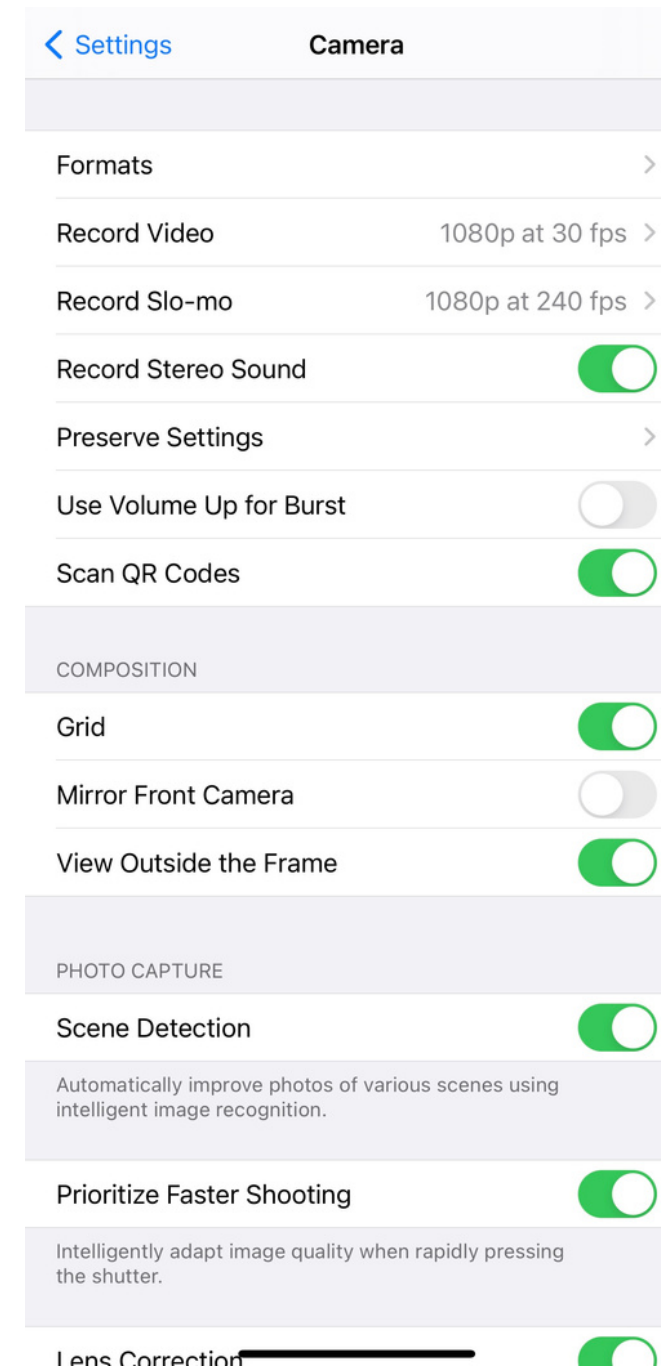 Settings
Camera
Formats
Record Video 1080p at 30 fps
Record Slo-mo 1080p at 240 fps
Record Stereo Sound
Preserve Settings
Use Volume Up for Burst
Scan QR Codes
COMPOSITION
Grid
Mirror Front Camera
View Outside the Frame
PHOTO CAPTURE
Scene Detection
Automatically improve photos of various scenes using
intelligent image recognition.
Prioritize Faster Shooting
Intelligently adapt image quality when rapidly pressing
the shutter.
Lens Correction